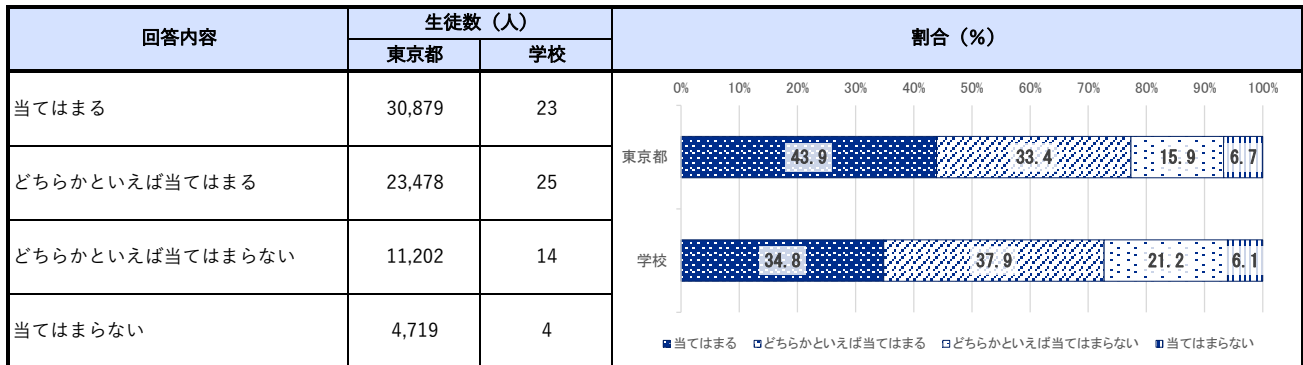 回答内容 生徒数（人） 割合（%）
東京都 学校
当てはまる 30,879 23
どちらかといえば当てはまる 23,478 25
どちらかといえば当てはまらない 11,202 14
当てはまらない 4,719 4
0% 10% 20% 30% 40% 50% 60% 70% 80% 90% 100%
東京都 43.9 33.4 15.9 6.7
学校 34.8 37.9 21.2 6.1
当てはまる どちらかといえば当てはまる どちらかといえば当てはまらない 当てはまらない